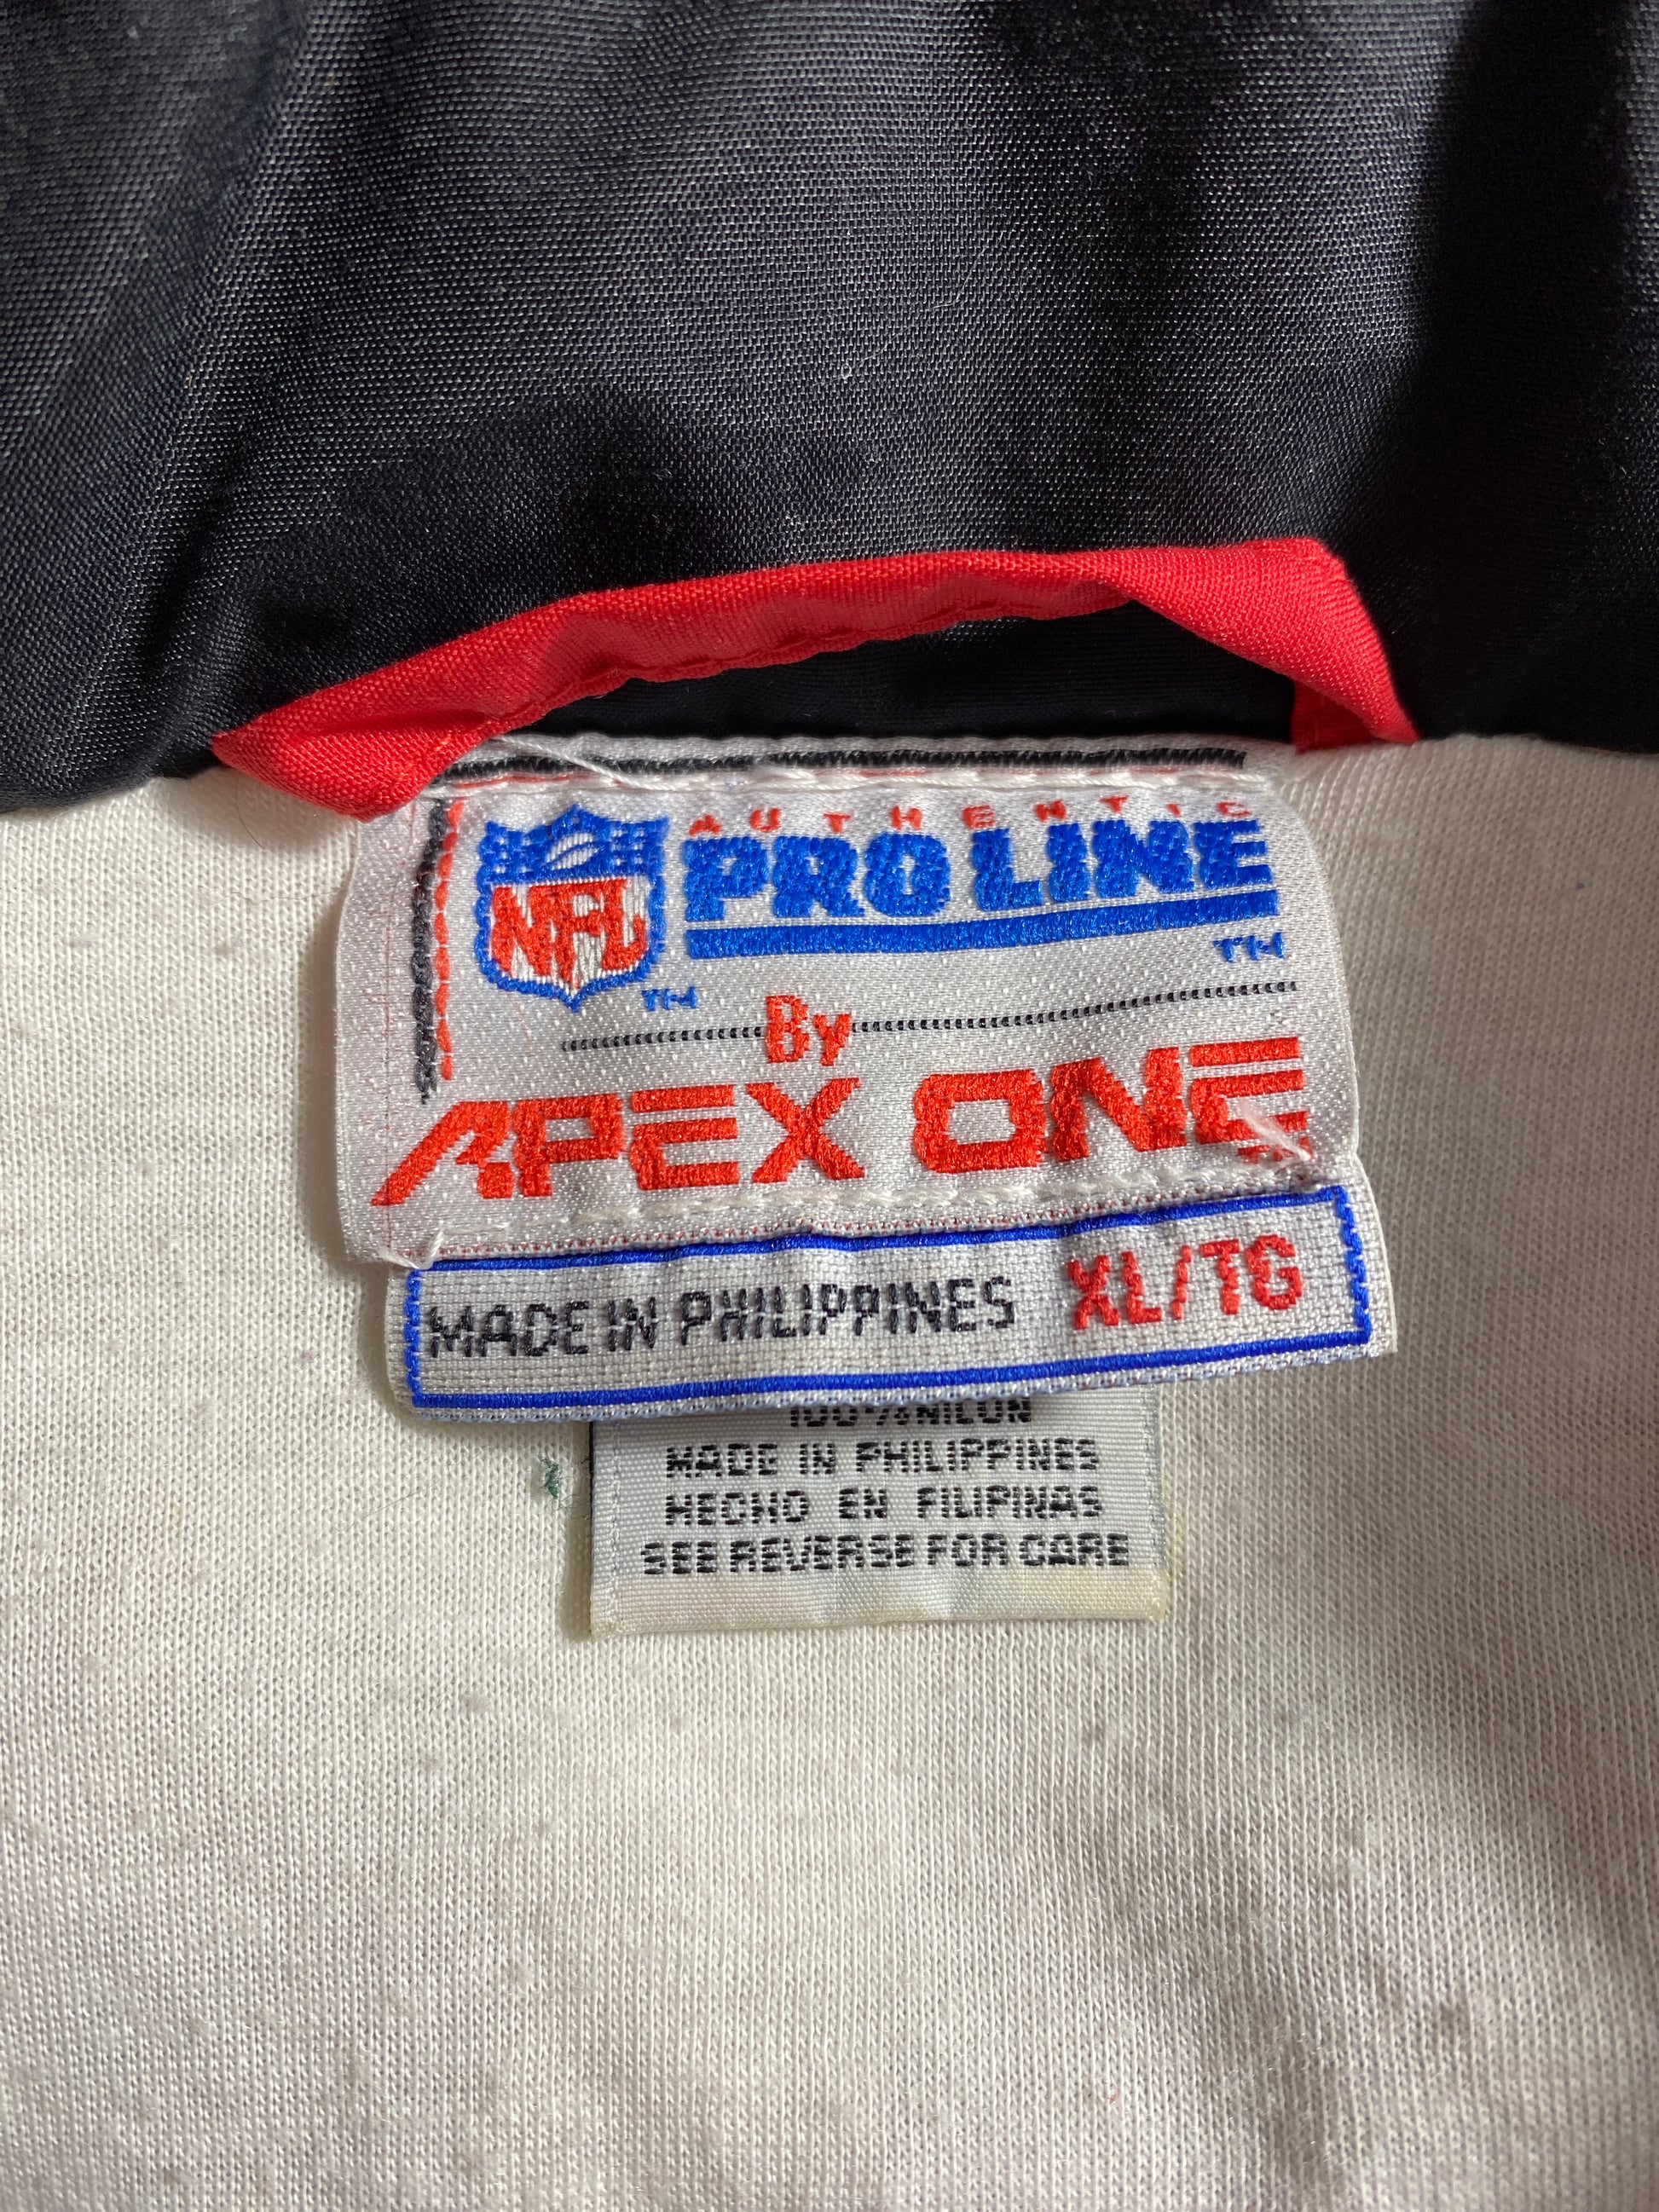 AUTHENTIC
NFL PRO LINE
TM TM
By
APEX ONE
MADE IN PHILIPPINES XL/TG
100% NILON
MADE IN PHILIPPINES
HECHO EN FILIPINAS
SEE REVERSE FOR CARE